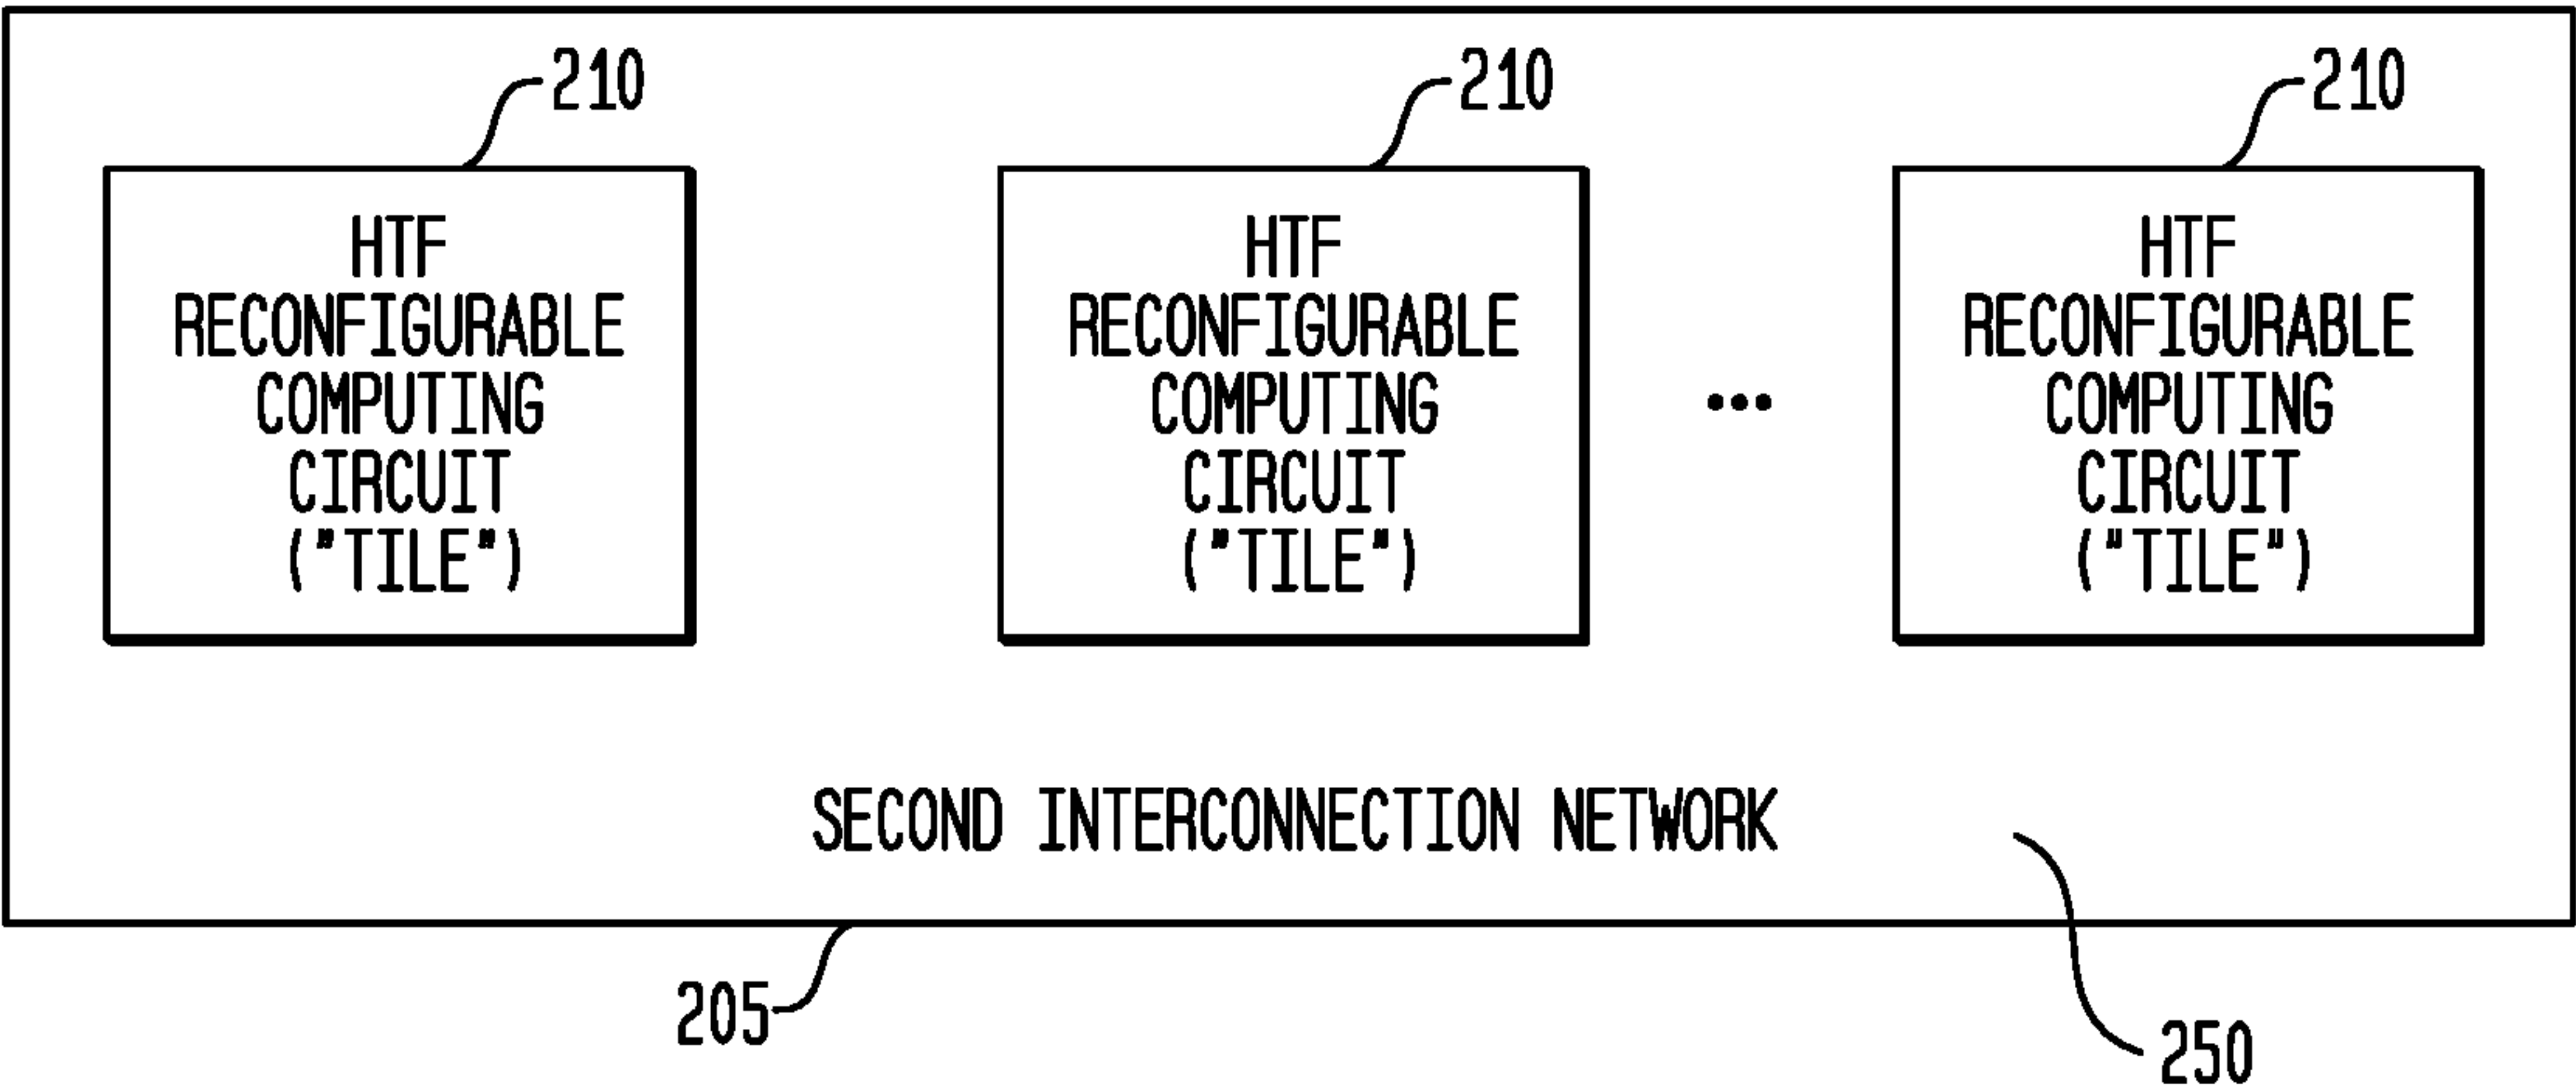 210
210
210
HTF
RECONFIGURABLE
COMPUTING
CIRCUIT
("TILE")
HTF
RECONFIGURABLE
COMPUTING
CIRCUIT
("TILE")
...
HTF
RECONFIGURABLE
COMPUTING
CIRCUIT
("TILE")
SECOND INTERCONNECTION NETWORK
205
250